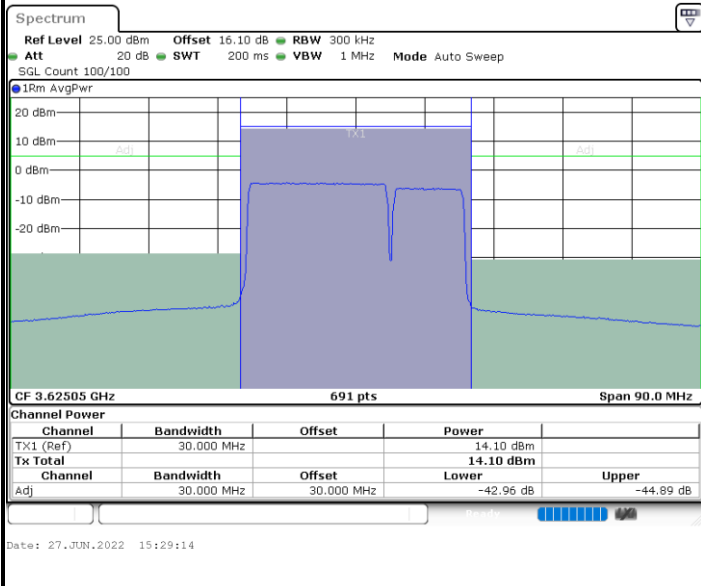 Spectrum
Ref Level 25.00 dBm Offset 16.10 dB RBW 300 kHz
Att 20 dB SWT 200 ms VBW 1 MHz Mode Auto Sweep
SGL Count 100/100
1Rm AvgPwr
20 dBm
TX1
10 dBm
Adj Adj
0 dBm
-10 dBm
-20 dBm
CF 3.62505 GHz 691 pts Span 90.0 MHz
Channel Power
Channel Bandwidth Offset Power
TX1 (Ref) 30.000 MHz 14.10 dBm
Tx Total 14.10 dBm
Channel Bandwidth Offset Lower Upper
Adj 30.000 MHz 30.000 MHz -42.96 dB -44.89 dB
Ready
Date: 27.JUN.2022 15:29:14